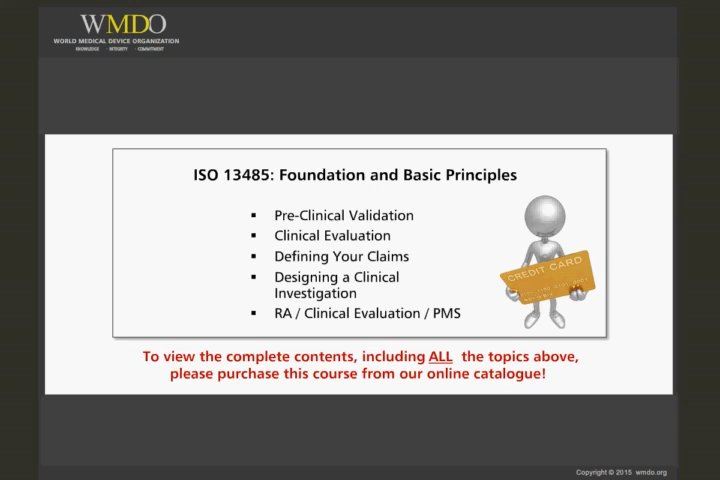 WMDO
WORLD MEDICAL DEVICE ORGANIZATION
KNOWLEDGE - INTEGRITY - COMMITMENT
ISO 13485: Foundation and Basic Principles
▪ Pre-Clinical Validation
▪ Clinical Evaluation
▪ Defining Your Claims
▪ Designing a Clinical
Investigation
▪ RA / Clinical Evaluation / PMS
CREDIT CARD
To view the complete contents, including ALL the topics above,
please purchase this course from our online catalogue!
Copyright © 2015 wmdo.org